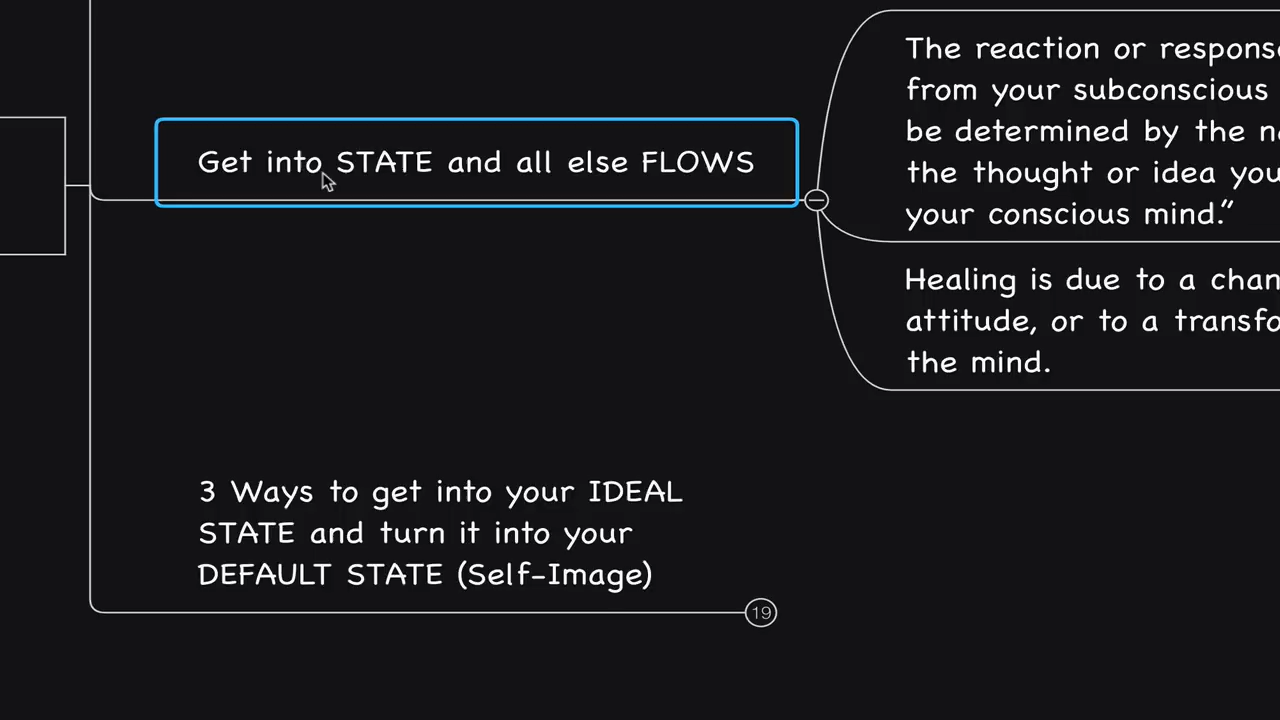 Get into STATE and all else FLOWS
The reaction or response
from your subconscious
be determined by the
the thought or idea you
your conscious mind.”
Healing is due to a
attitude, or to a
the mind.
3 Ways to get into your IDEAL
STATE and turn it into your
DEFAULT STATE (Self-Image)
19